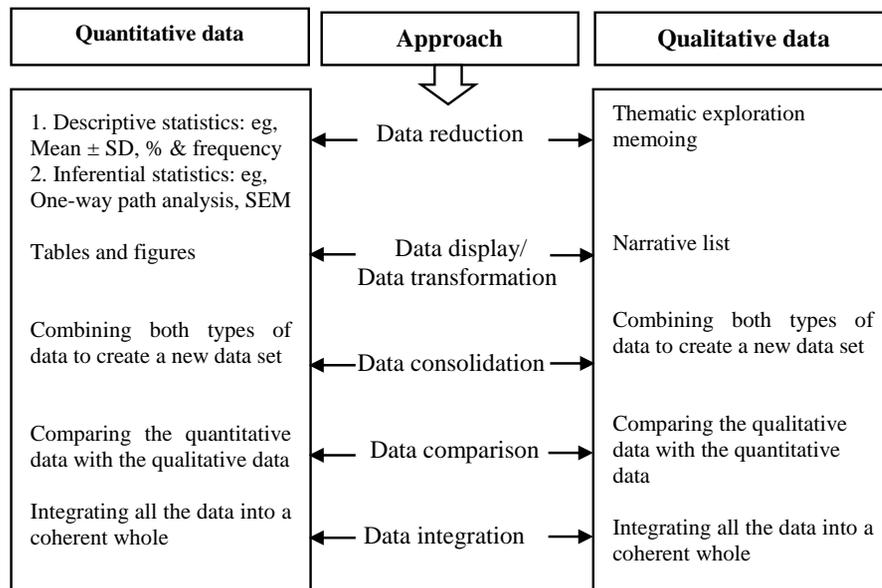 Quantitative data
Approach
Qualitative data
1. Descriptive statistics: eg,
Mean ± SD, % & frequency
2. Inferential statistics: eg,
One-way path analysis, SEM
Data reduction
Thematic exploration
memoing
Tables and figures
Data display/
Data transformation
Narrative list
Combining both types of
data to create a new data set
Data consolidation
Combining both types of
data to create a new data set
Comparing the quantitative
data with the qualitative data
Data comparison
Comparing the qualitative
data with the quantitative
data
Integrating all the data into a
coherent whole
Data integration
Integrating all the data into a
coherent whole